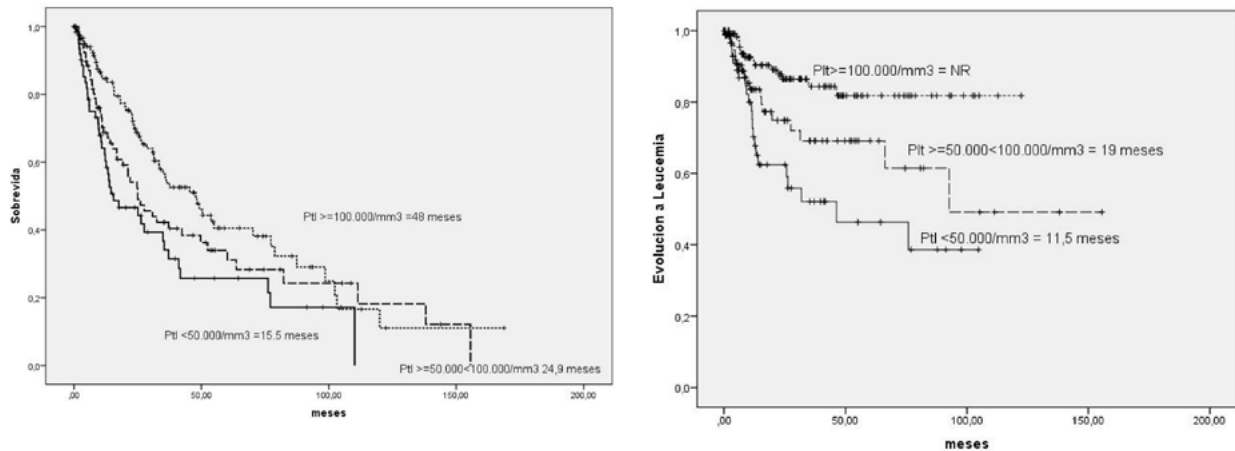 1,0
0,8
0,6
0,4
0,2
0,0
Sobrevida
Ptl >=100.000/mm3 =48 meses
Ptl <50.000/mm3 =15.5 meses
Ptl >=50.000<100.000/mm3 24,9 meses
,00
50,00
100,00
150,00
200,00
meses
1,0
0,8
0,6
0,4
0,2
0,0
Evolucion a Leucemia
Plt>=100.000/mm3 = NR
Plt >=50.000<100.000/mm3 = 19 meses
Ptl <50.000/mm3 = 11,5 meses
,00
50,00
100,00
150,00
200,00
meses